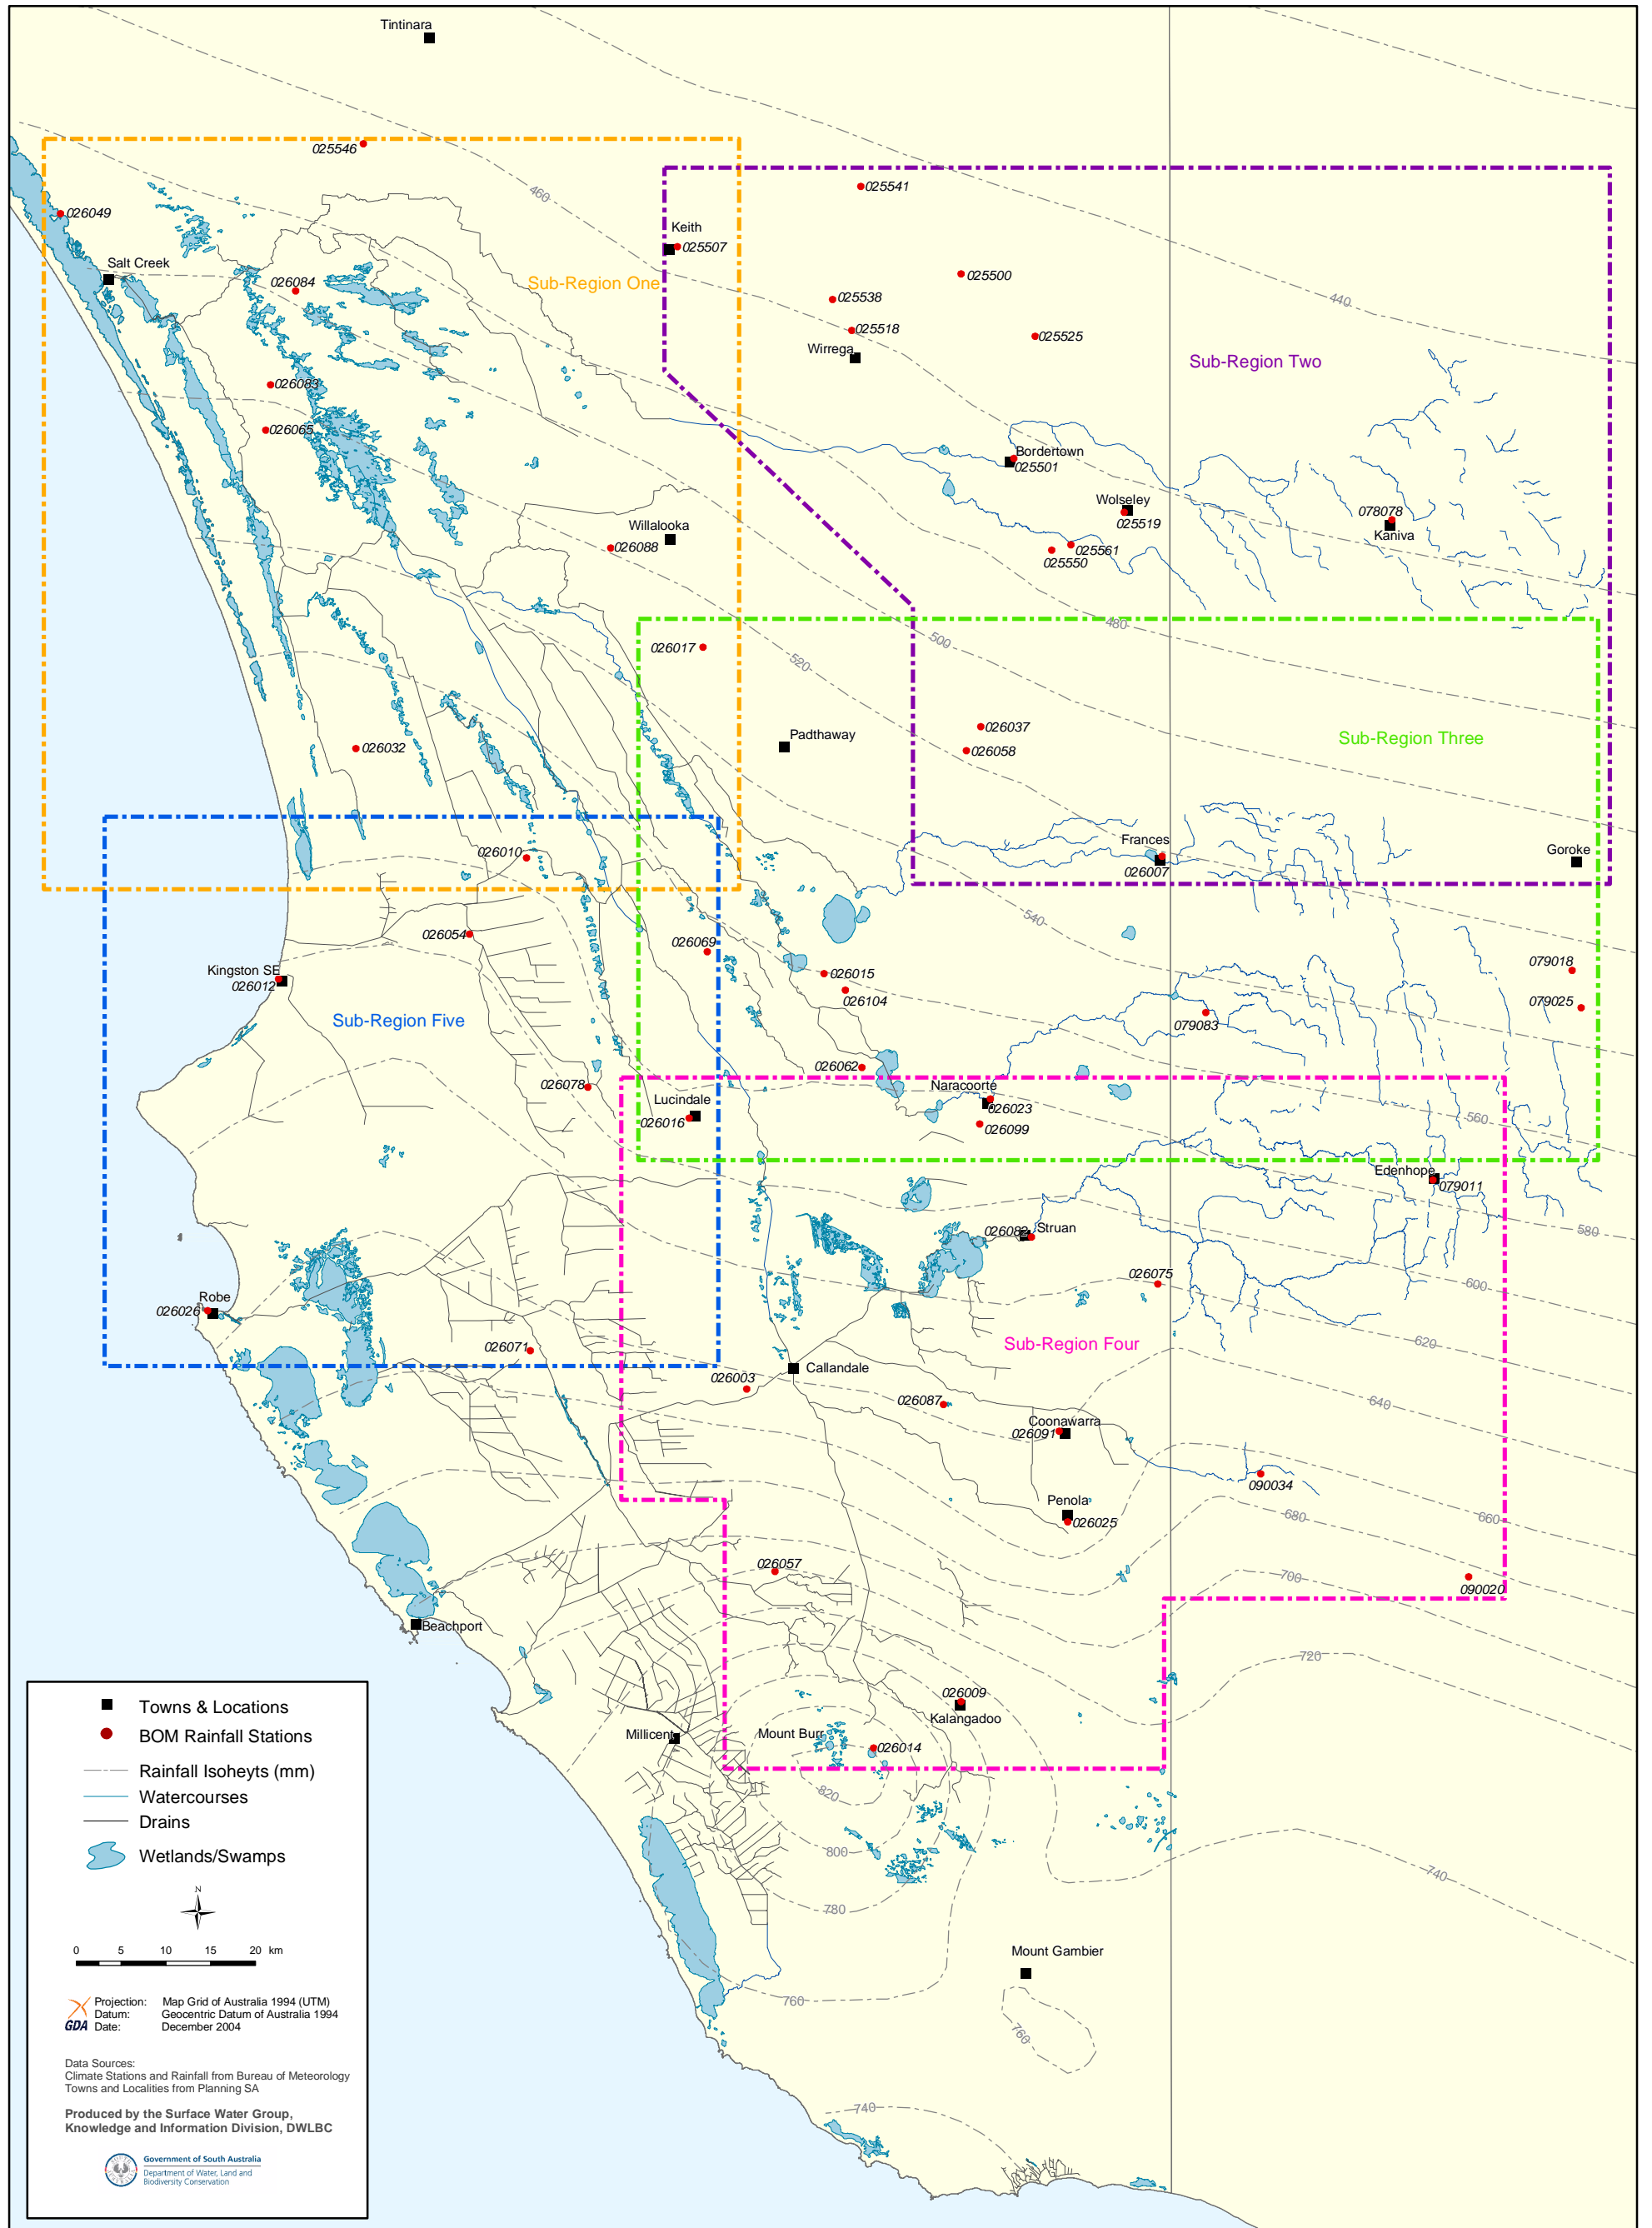 Tintinara
025546
460
025541
026049
Keith
025507
Salt Creek
Sub-Region One
025500
026084
025538
440
025518
025525
Wirrega
Sub-Region Two
026083
026065
Bordertown
025501
Wolseley
025519
078078
Kaniva
Willalooka
026088
025561
025550
480
500
026017
520
026037
Padthaway
Sub-Region Three
026032
026058
Frances
Goroke
026010
026007
540
026054
026069
079018
Kingston SE
026012
026015
026104
079025
Sub-Region Five
079083
026062
026078
Naracoorte
Lucindale
026023
026016
560
026099
Edenhope
079011
026082
Struan
580
026075
600
Robe
026026
Sub-Region Four
620
026071
Callandale
026003
026087
640
Coonawarra
026091
090034
Penola
026025
680
660
026057
700
090020
Beachport
720
026009
Kalangadoo
Millicent
Mount Burr
026014
820
800
740
780
Mount Gambier
760
760
740
Towns & Locations
BOM Rainfall Stations
Rainfall Isoheyts (mm)
Watercourses
Drains
Wetlands/Swamps
N
0 5 10 15 20 km
Projection: Map Grid of Australia 1994 (UTM)
Datum: Geocentric Datum of Australia 1994
GDA Date: December 2004
Data Sources:
Climate Stations and Rainfall from Bureau of Meteorology
Towns and Localities from Planning SA
Produced by the Surface Water Group,
Knowledge and Information Division, DWLBC
Government of South Australia
Department of Water, Land and
Biodiversity Conservation